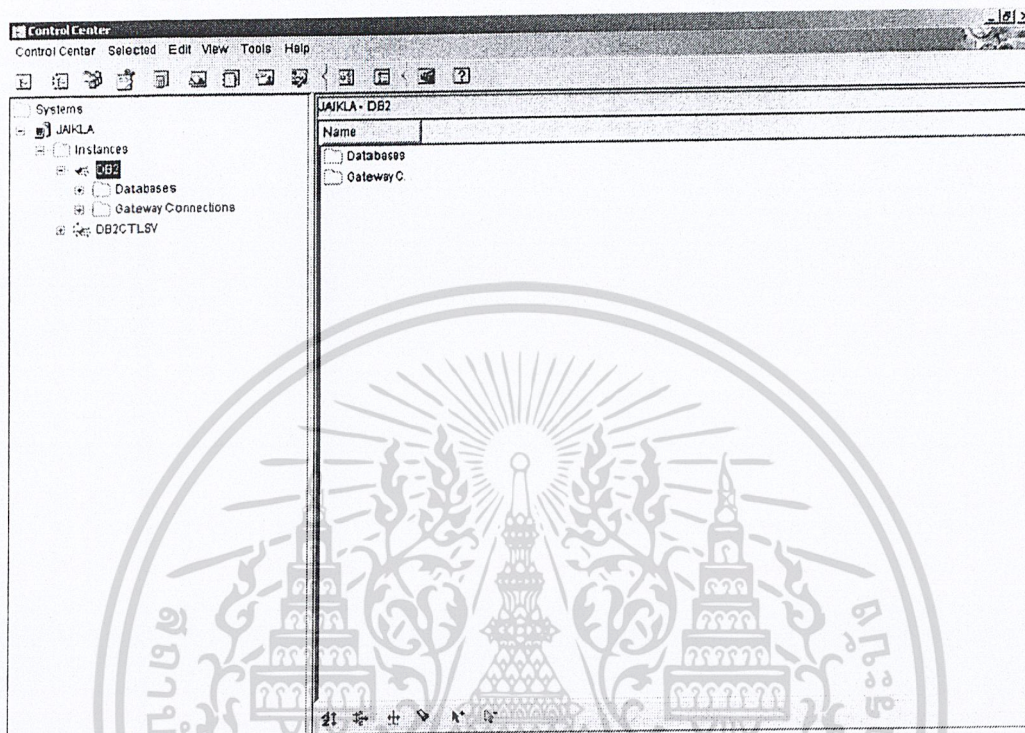 Control Center
Control Center Selected Edit View Tools Help
Systems
JAIKLA
Instances
DB2
Databases
Gateway Connections
DB2CTLSV
JAIKLA - DB2
Name
Databases
Gateway C.